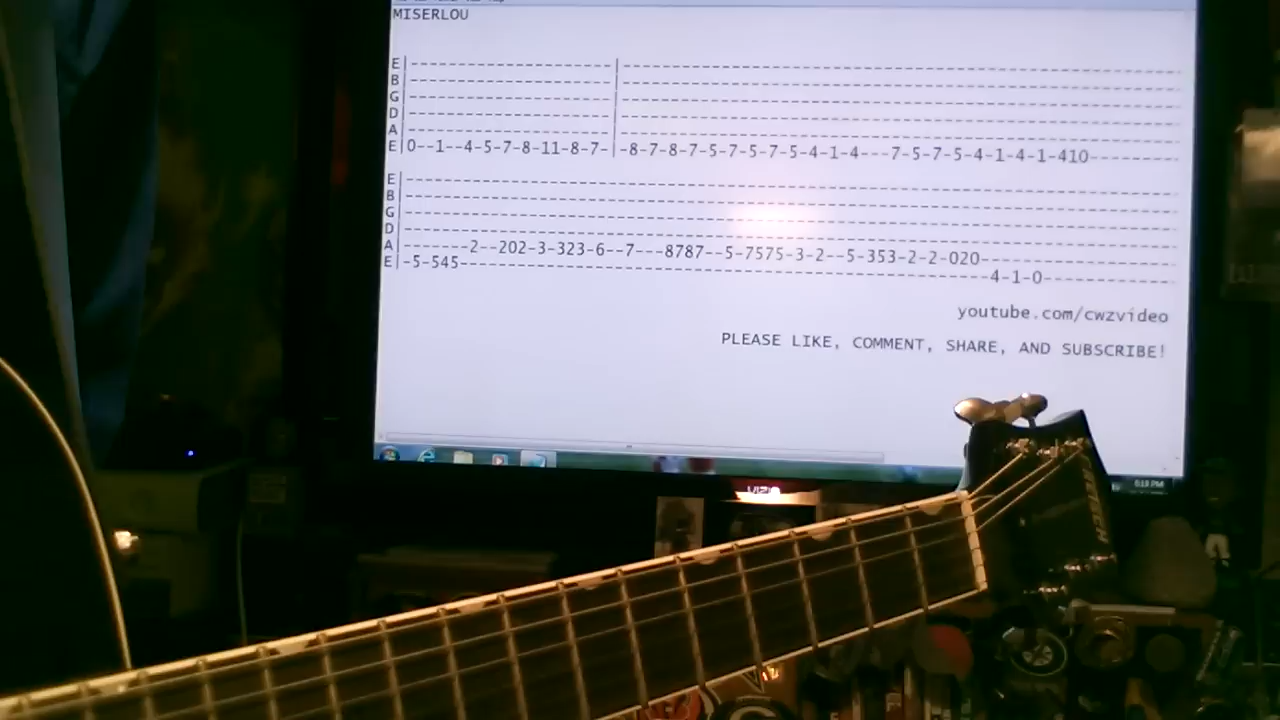 MISERLOU
E|---------------------|-----------------------------------------------------------
B|---------------------|-----------------------------------------------------------
G|---------------------|-----------------------------------------------------------
D|---------------------|-----------------------------------------------------------
A|---------------------|-----------------------------------------------------------
E|0--1--4-5-7-8-11-8-7-|-8-7-8-7-5-7-5-7-5-4-1-4---7-5-7-5-4-1-4-1-410----------
E|----------------------------------------------------------------------------------
B|----------------------------------------------------------------------------------
G|----------------------------------------------------------------------------------
D|----------------------------------------------------------------------------------
A|-------2--202-3-323-6--7---8787--5-7575-3-2--5-353-2-2-020---------------------
E|-5-545---------------------------------------------------------4-1-0--------------
youtube.com/cwzvideo
PLEASE LIKE, COMMENT, SHARE, AND SUBSCRIBE!
VIZIO